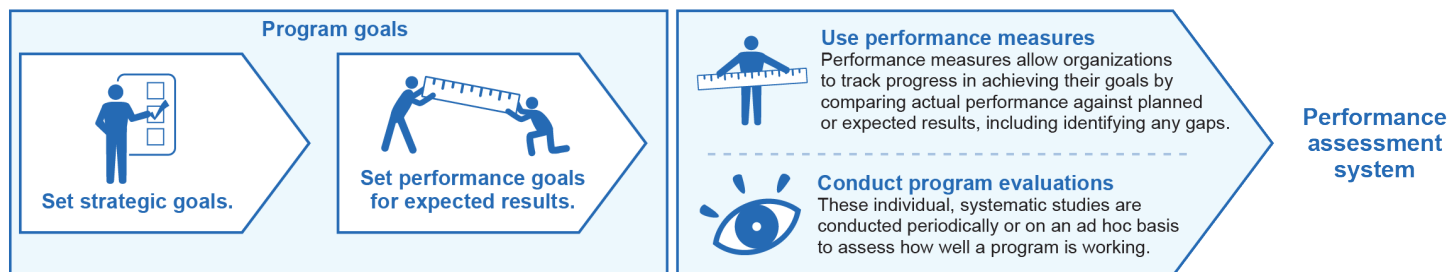 Program goals
Set strategic goals.
Set performance goals
for expected results.
Use performance measures
Performance measures allow organizations
to track progress in achieving their goals by
comparing actual performance against planned
or expected results, including identifying any gaps.
Conduct program evaluations
These individual, systematic studies are
conducted periodically or on an ad hoc basis
to assess how well a program is working.
Performance
assessment
system